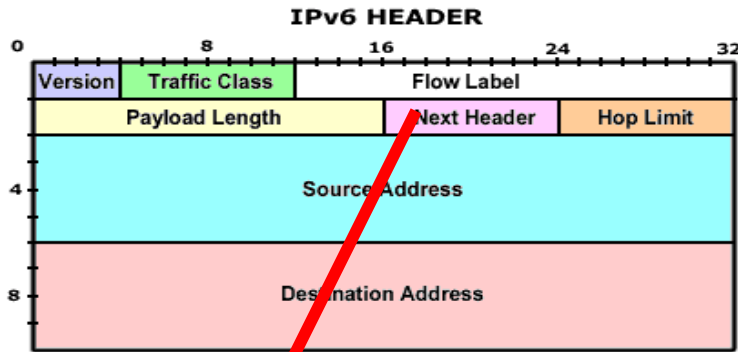 IPv6 HEADER
0 8 16 24 32
Version Traffic Class Flow Label
Payload Length Next Header Hop Limit
4 Source Address
8 Destination Address